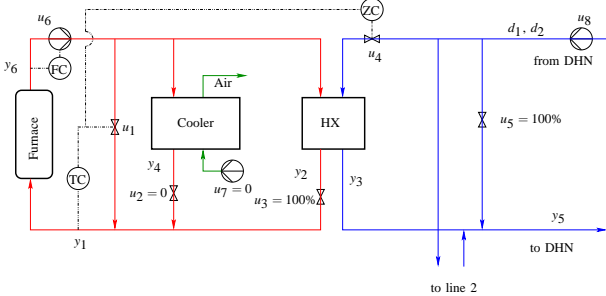 ZC
u6
d1, d2
u8
u4
y6
FC
from DHN
Air
Furnace
u1
Cooler
HX
u5 = 100%
TC
y4
u2 = 0
u7 = 0
y2
y3
u3 = 100%
y1
y5
to DHN
to line 2